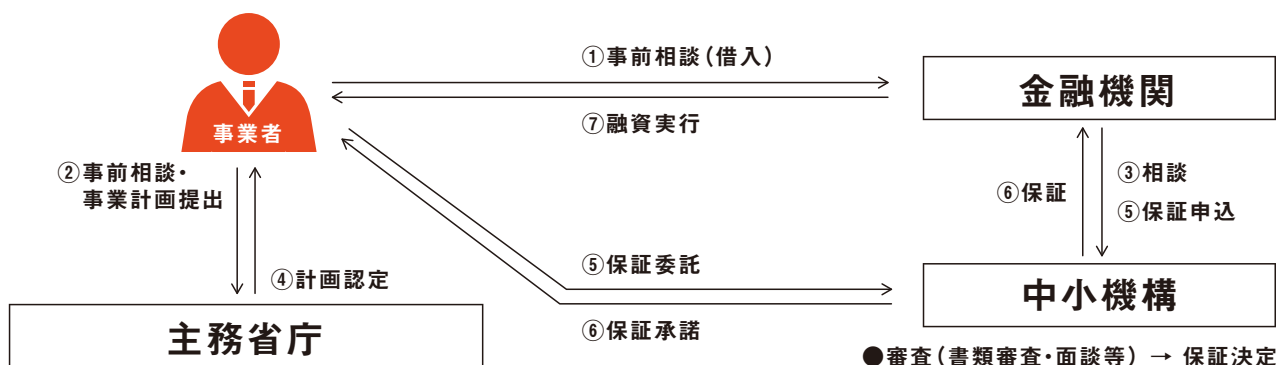 ①事前相談（借入）
金融機関
事業者
⑦融資実行
②事前相談・
事業計画提出
⑥保証
③相談
⑤保証申込
④計画認定
⑤保証委託
中小機構
主務省庁
⑥保証承諾
●審査（書類審査・面談等） → 保証決定